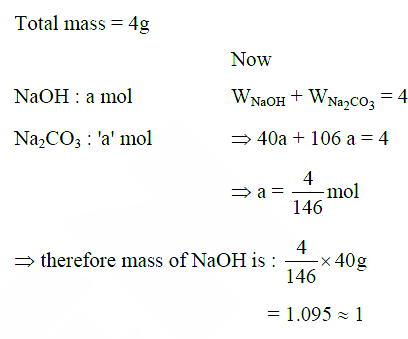 Total mass = 4g
Now
NaOH : a mol W_NaOH + W_Na₂CO₃ = 4
Na₂CO₃ : 'a' mol ⇒ 40a + 106 a = 4
⇒ a = 4/146 mol
⇒ therefore mass of NaOH is : 4/146 × 40g
= 1.095 ≈ 1